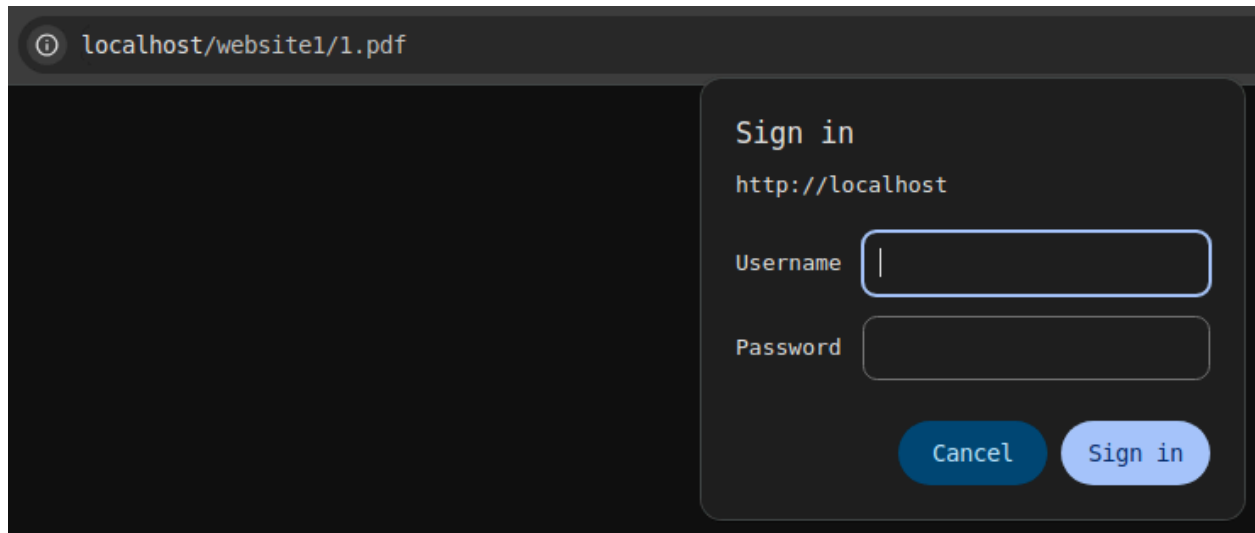 localhost/website1/1.pdf
Sign in
http://localhost
Username
Password
Cancel Sign in